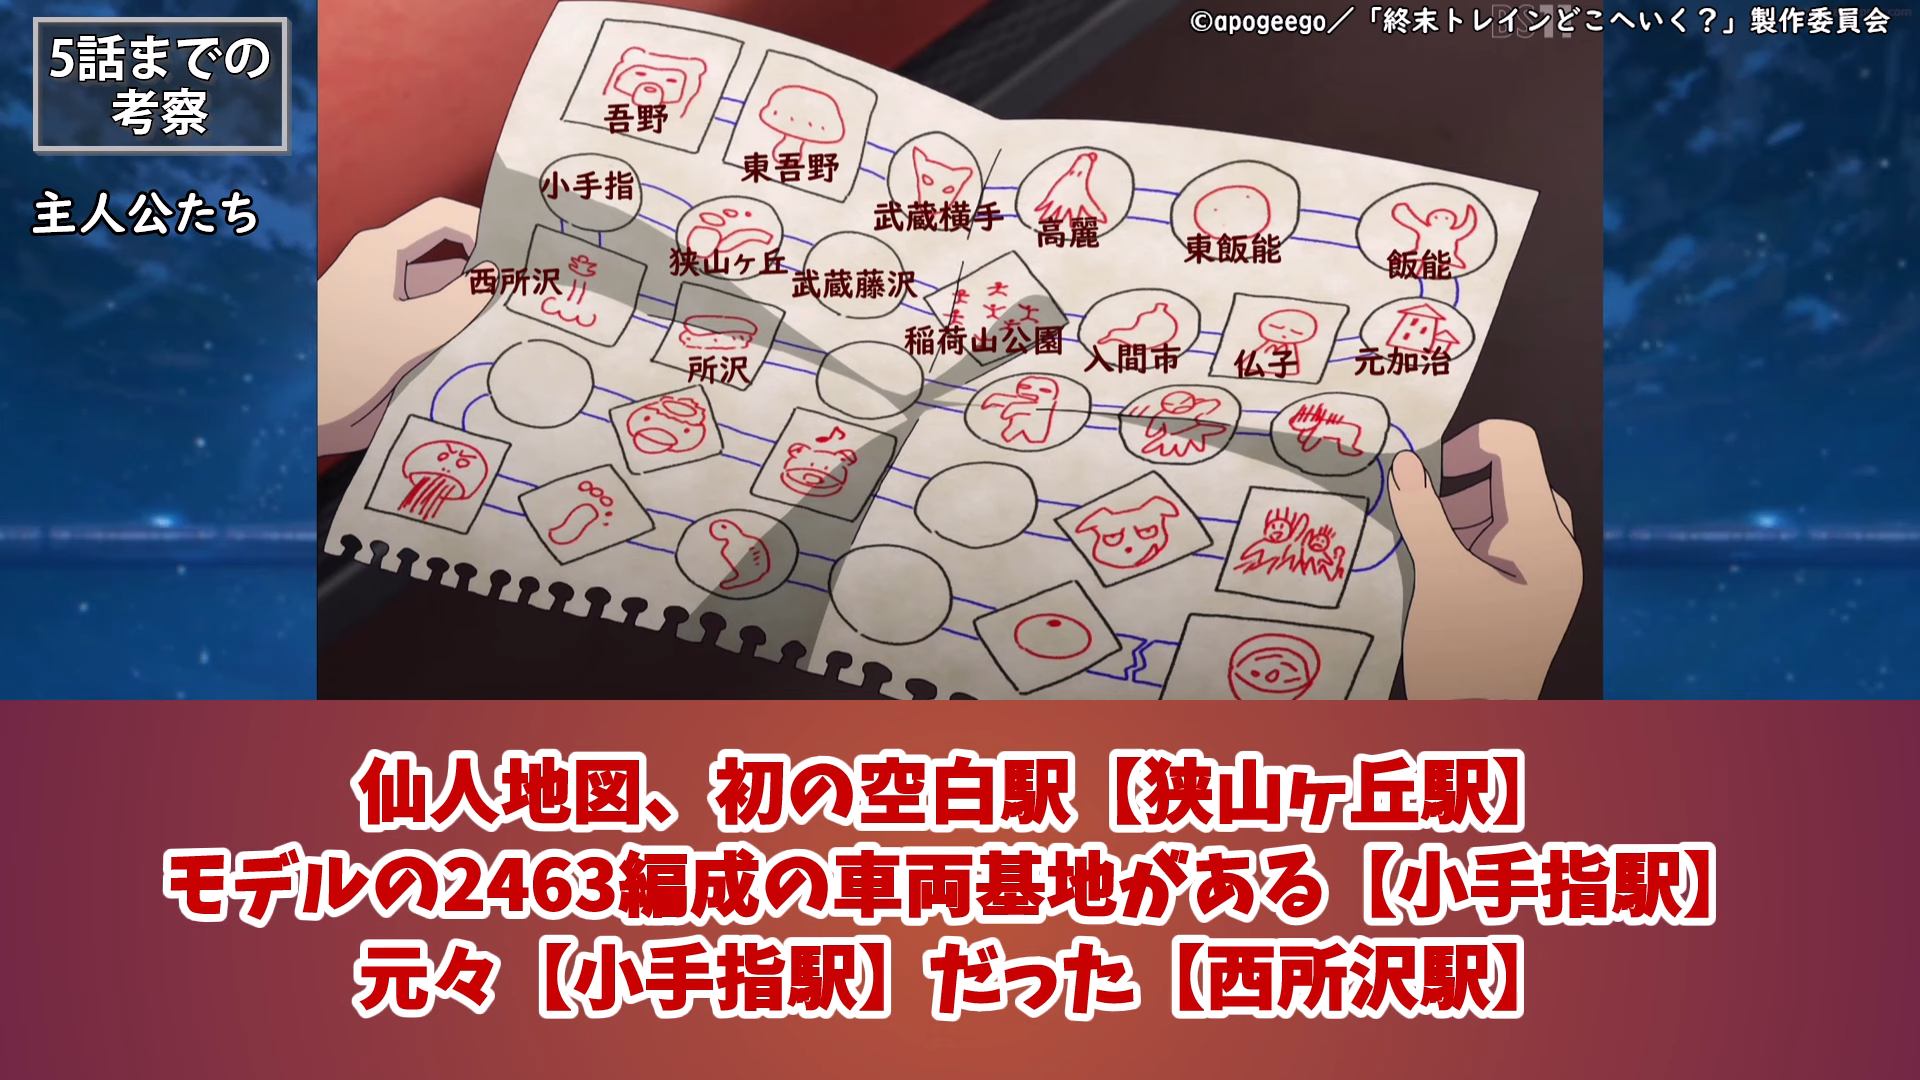 5話までの
考察
主人公たち
©apogeego／「終末トレインどこへいく？」製作委員会
吾野
東吾野
武蔵横手
高麗
東飯能
飯能
小手指
狭山ヶ丘
武蔵藤沢
稲荷山公園
入間市
仏子
元加治
西所沢
所沢
仙人地図、初の空白駅【狭山ヶ丘駅】
モデルの2463編成の車両基地がある【小手指駅】
元々【小手指駅】だった【西所沢駅】